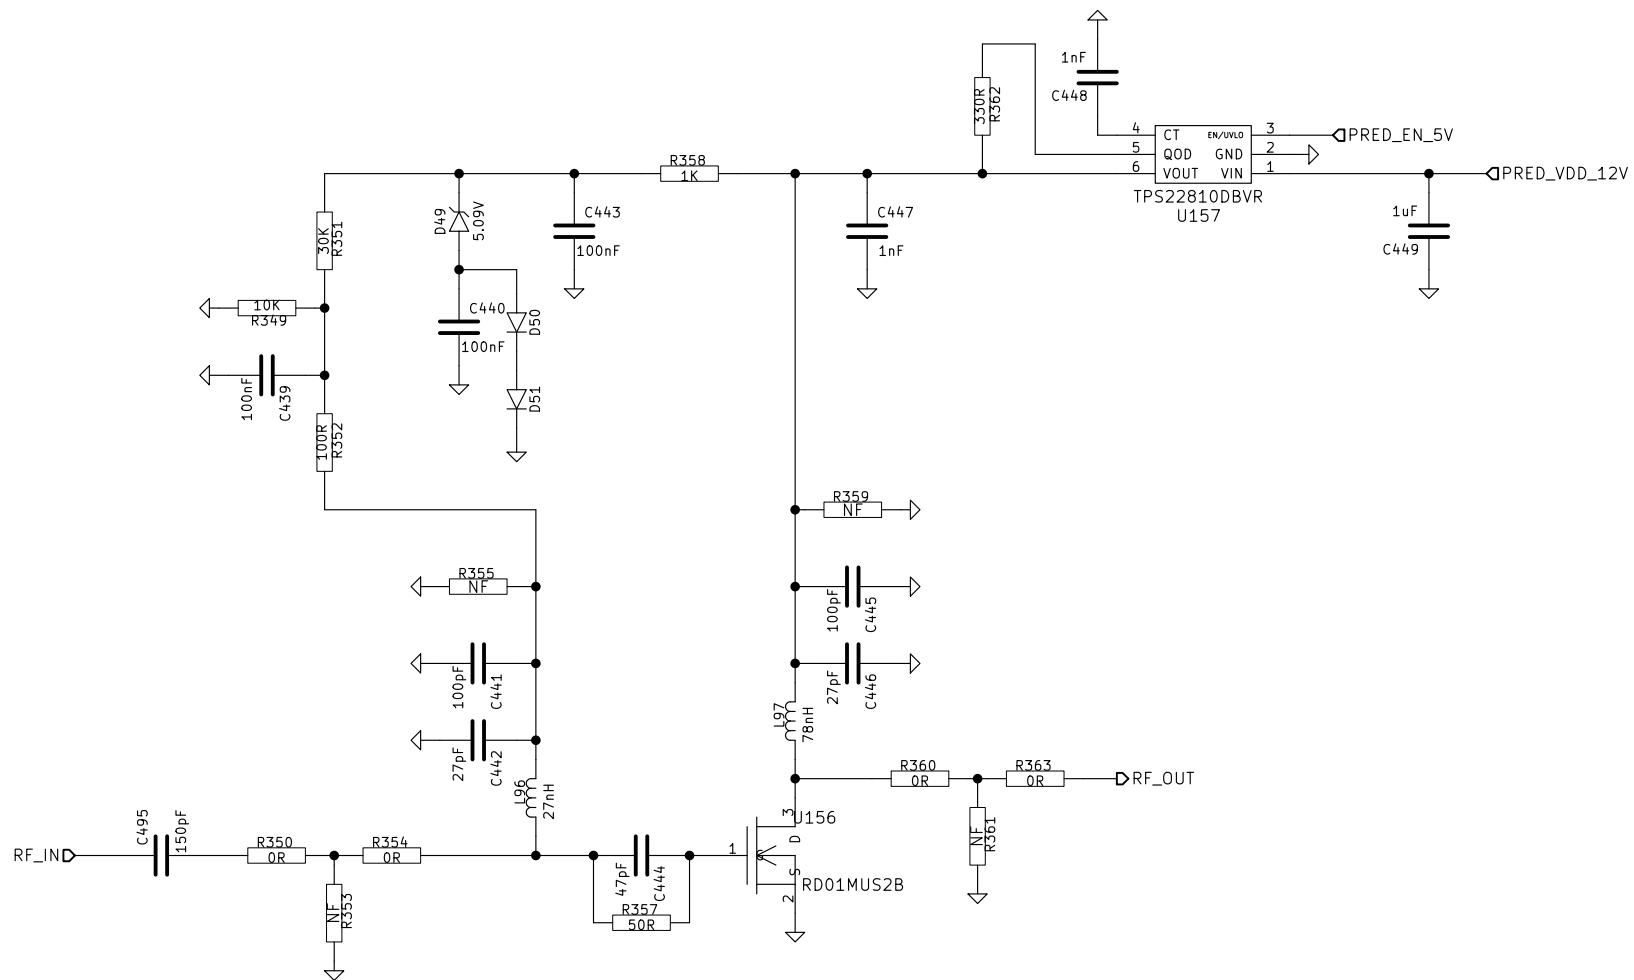 1nF
C448
330R
R362
4
CT
EN/UVLO
3
PRED_EN_5V
5
QOD
GND
2
6
VOUT
VIN
1
PRED_VDD_12V
TPS22810DBVR
U157
R358
1K
D49
5.09V
C443
100nF
C447
1nF
1uF
C449
30K
R351
10K
R349
C440
100nF
D50
100nF
C439
D51
100R
R352
R359
NF
R355
NF
100pF
C445
100pF
C441
27pF
C446
L97
78nH
27pF
C442
L96
27nH
R360
0R
R363
0R
RF_OUT
NF
R361
C495
150pF
RF_IN
R350
0R
R354
0R
NF
R353
47pF
C444
R357
50R
1
G
3
D
S
2
U156
RD01MUS2B